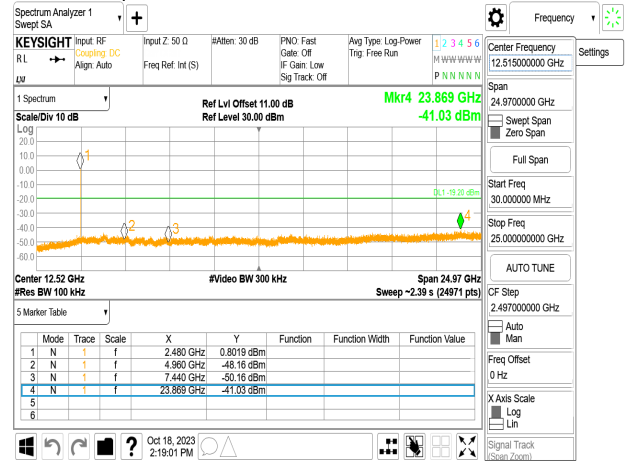 Spectrum Analyzer 1
Swept SA
Frequency
KEYSIGHT
RL
Input: RF
Coupling: DC
Align: Auto
Input Z: 50 Ω
Freq Ref: Int (S)
#Atten: 30 dB
PNO: Fast
Gate: Off
IF Gain: Low
Sig Track: Off
Avg Type: Log-Power
Trig: Free Run
1 2 3 4 5 6
M W W W W W
P N N N N N
LNI
1 Spectrum
Scale/Div 10 dB
Ref Lvl Offset 11.00 dB
Ref Level 30.00 dBm
Mkr4 23.869 GHz
-41.03 dBm
Log
20.0
10.0
0.00
-10.0
-20.0
-30.0
-40.0
-50.0
-60.0
1
2
3
4
DL1 -19.20 dBm
Center 12.52 GHz
#Res BW 100 kHz
#Video BW 300 kHz
Span 24.97 GHz
Sweep ~2.39 s (24971 pts)
5 Marker Table
Mode Trace Scale X Y Function Function Width Function Value
1 N 1 f 2.480 GHz 0.8019 dBm
2 N 1 f 4.960 GHz -48.16 dBm
3 N 1 f 7.440 GHz -50.16 dBm
4 N 1 f 23.869 GHz -41.03 dBm
5
6
?
Oct 18, 2023
2:19:01 PM
Center Frequency
12.515000000 GHz
Settings
Span
24.9700000 GHz
Swept Span
Zero Span
Full Span
Start Freq
30.000000 MHz
Stop Freq
25.000000000 GHz
AUTO TUNE
CF Step
2.497000000 GHz
Auto
Man
Freq Offset
0 Hz
X Axis Scale
Log
Lin
Signal Track
(Span Zoom)